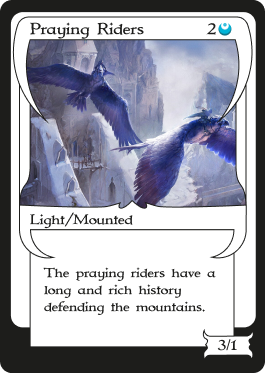 Praying Riders 2
Light/Mounted
The praying riders have a
long and rich history
defending the mountains.
3/1